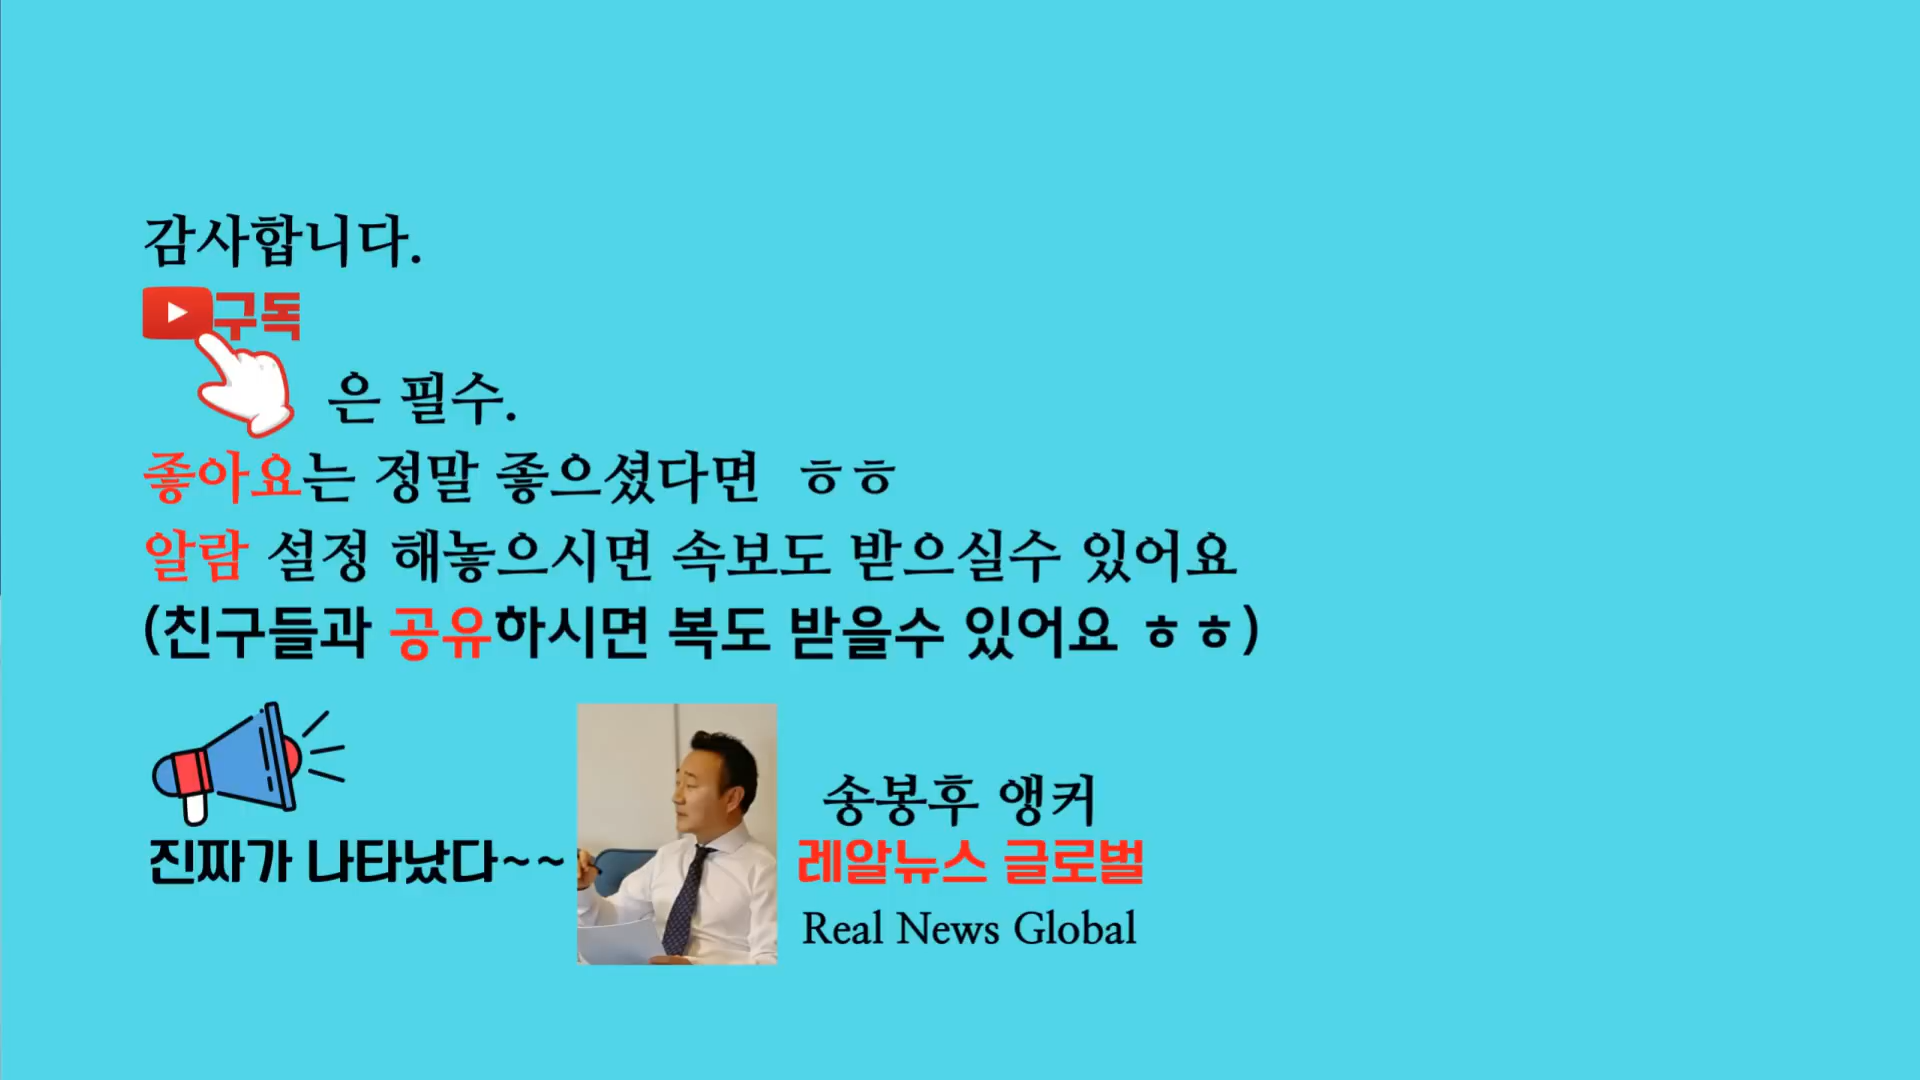 감사합니다.
구독
은 필수.
좋아요는 정말 좋으셨다면 ㅎㅎ
알람 설정 해놓으시면 속보도 받으실수 있어요
(친구들과 공유하시면 복도 받을수 있어요 ㅎㅎ)
송봉후 앵커
진짜가 나타났다~~
레알뉴스 글로벌
Real News Global